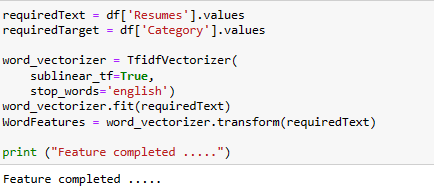 requiredText = df['Resumes'].values
requiredTarget = df['Category'].values
word_vectorizer = TfidfVectorizer(
sublinear_tf=True,
stop_words='english')
word_vectorizer.fit(requiredText)
WordFeatures = word_vectorizer.transform(requiredText)
print ("Feature completed .....")
Feature completed .....